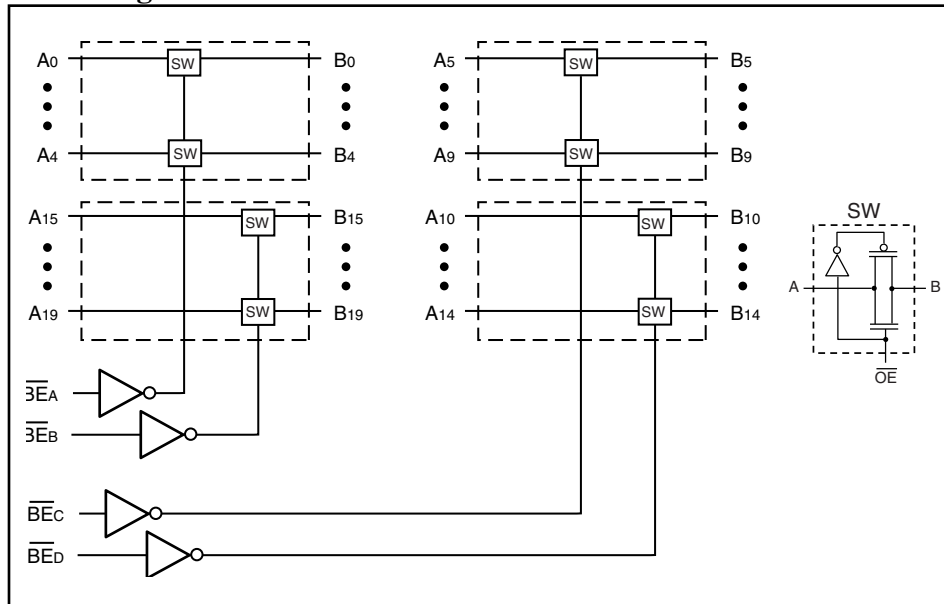 A0 SW B0
A4 SW B4
A15 SW B15
A19 SW B19
A5 SW B5
A9 SW B9
A10 SW B10
A14 SW B14
SW
A B
OE
BEA
BEB
BEC
BED